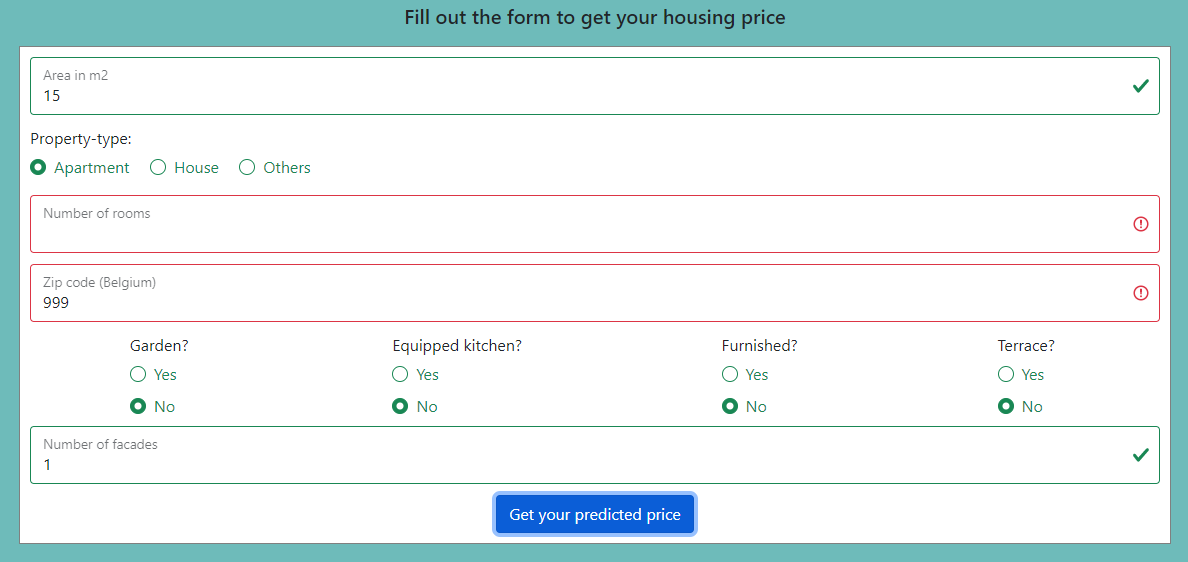 Fill out the form to get your housing price
Area in m2
15
Property-type:
Apartment House Others
Number of rooms
Zip code (Belgium)
999
Garden? Equipped kitchen? Furnished? Terrace?
Yes Yes Yes Yes
No No No No
Number of facades
1
Get your predicted price